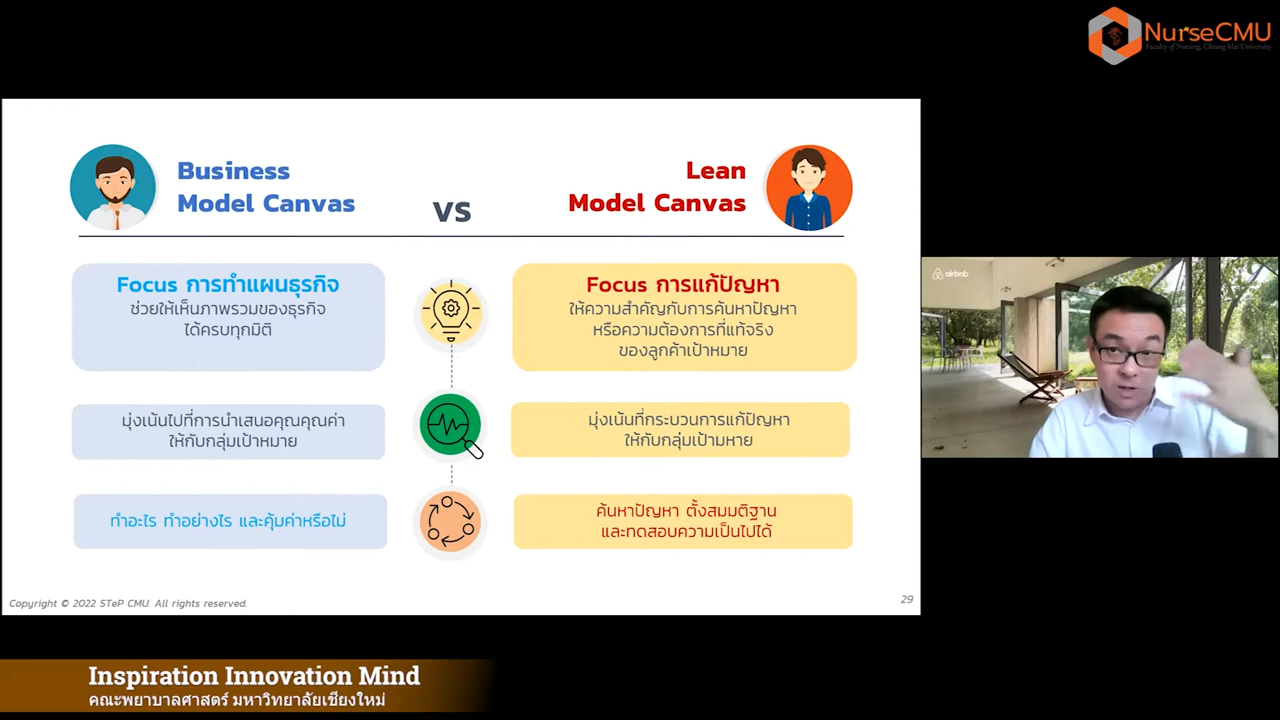 NurseCMU
Faculty of Nursing, Chiang Mai University
Business
Model Canvas
VS
Lean
Model Canvas
Focus การทำแผนธุรกิจ
ช่วยให้เห็นภาพรวมของธุรกิจ
ได้ครบทุกมิติ
Focus การแก้ปัญหา
ให้ความสำคัญกับการค้นหาปัญหา
หรือความต้องการที่แท้จริง
ของลูกค้าเป้าหมาย
มุ่งเน้นไปที่การนำเสนอคุณคุณค่า
ให้กับกลุ่มเป้าหมาย
มุ่งเน้นที่กระบวนการแก้ปัญหา
ให้กับกลุ่มเป้ามหาย
ทำอะไร ทำอย่างไร และคุ้มค่าหรือไม่
ค้นหาปัญหา ตั้งสมมติฐาน
และทดสอบความเป็นไปได้
Copyright © 2022 STeP CMU. All rights reserved.
29
airbnb
Inspiration Innovation Mind
คณะพยาบาลศาสตร์ มหาวิทยาลัยเชียงใหม่